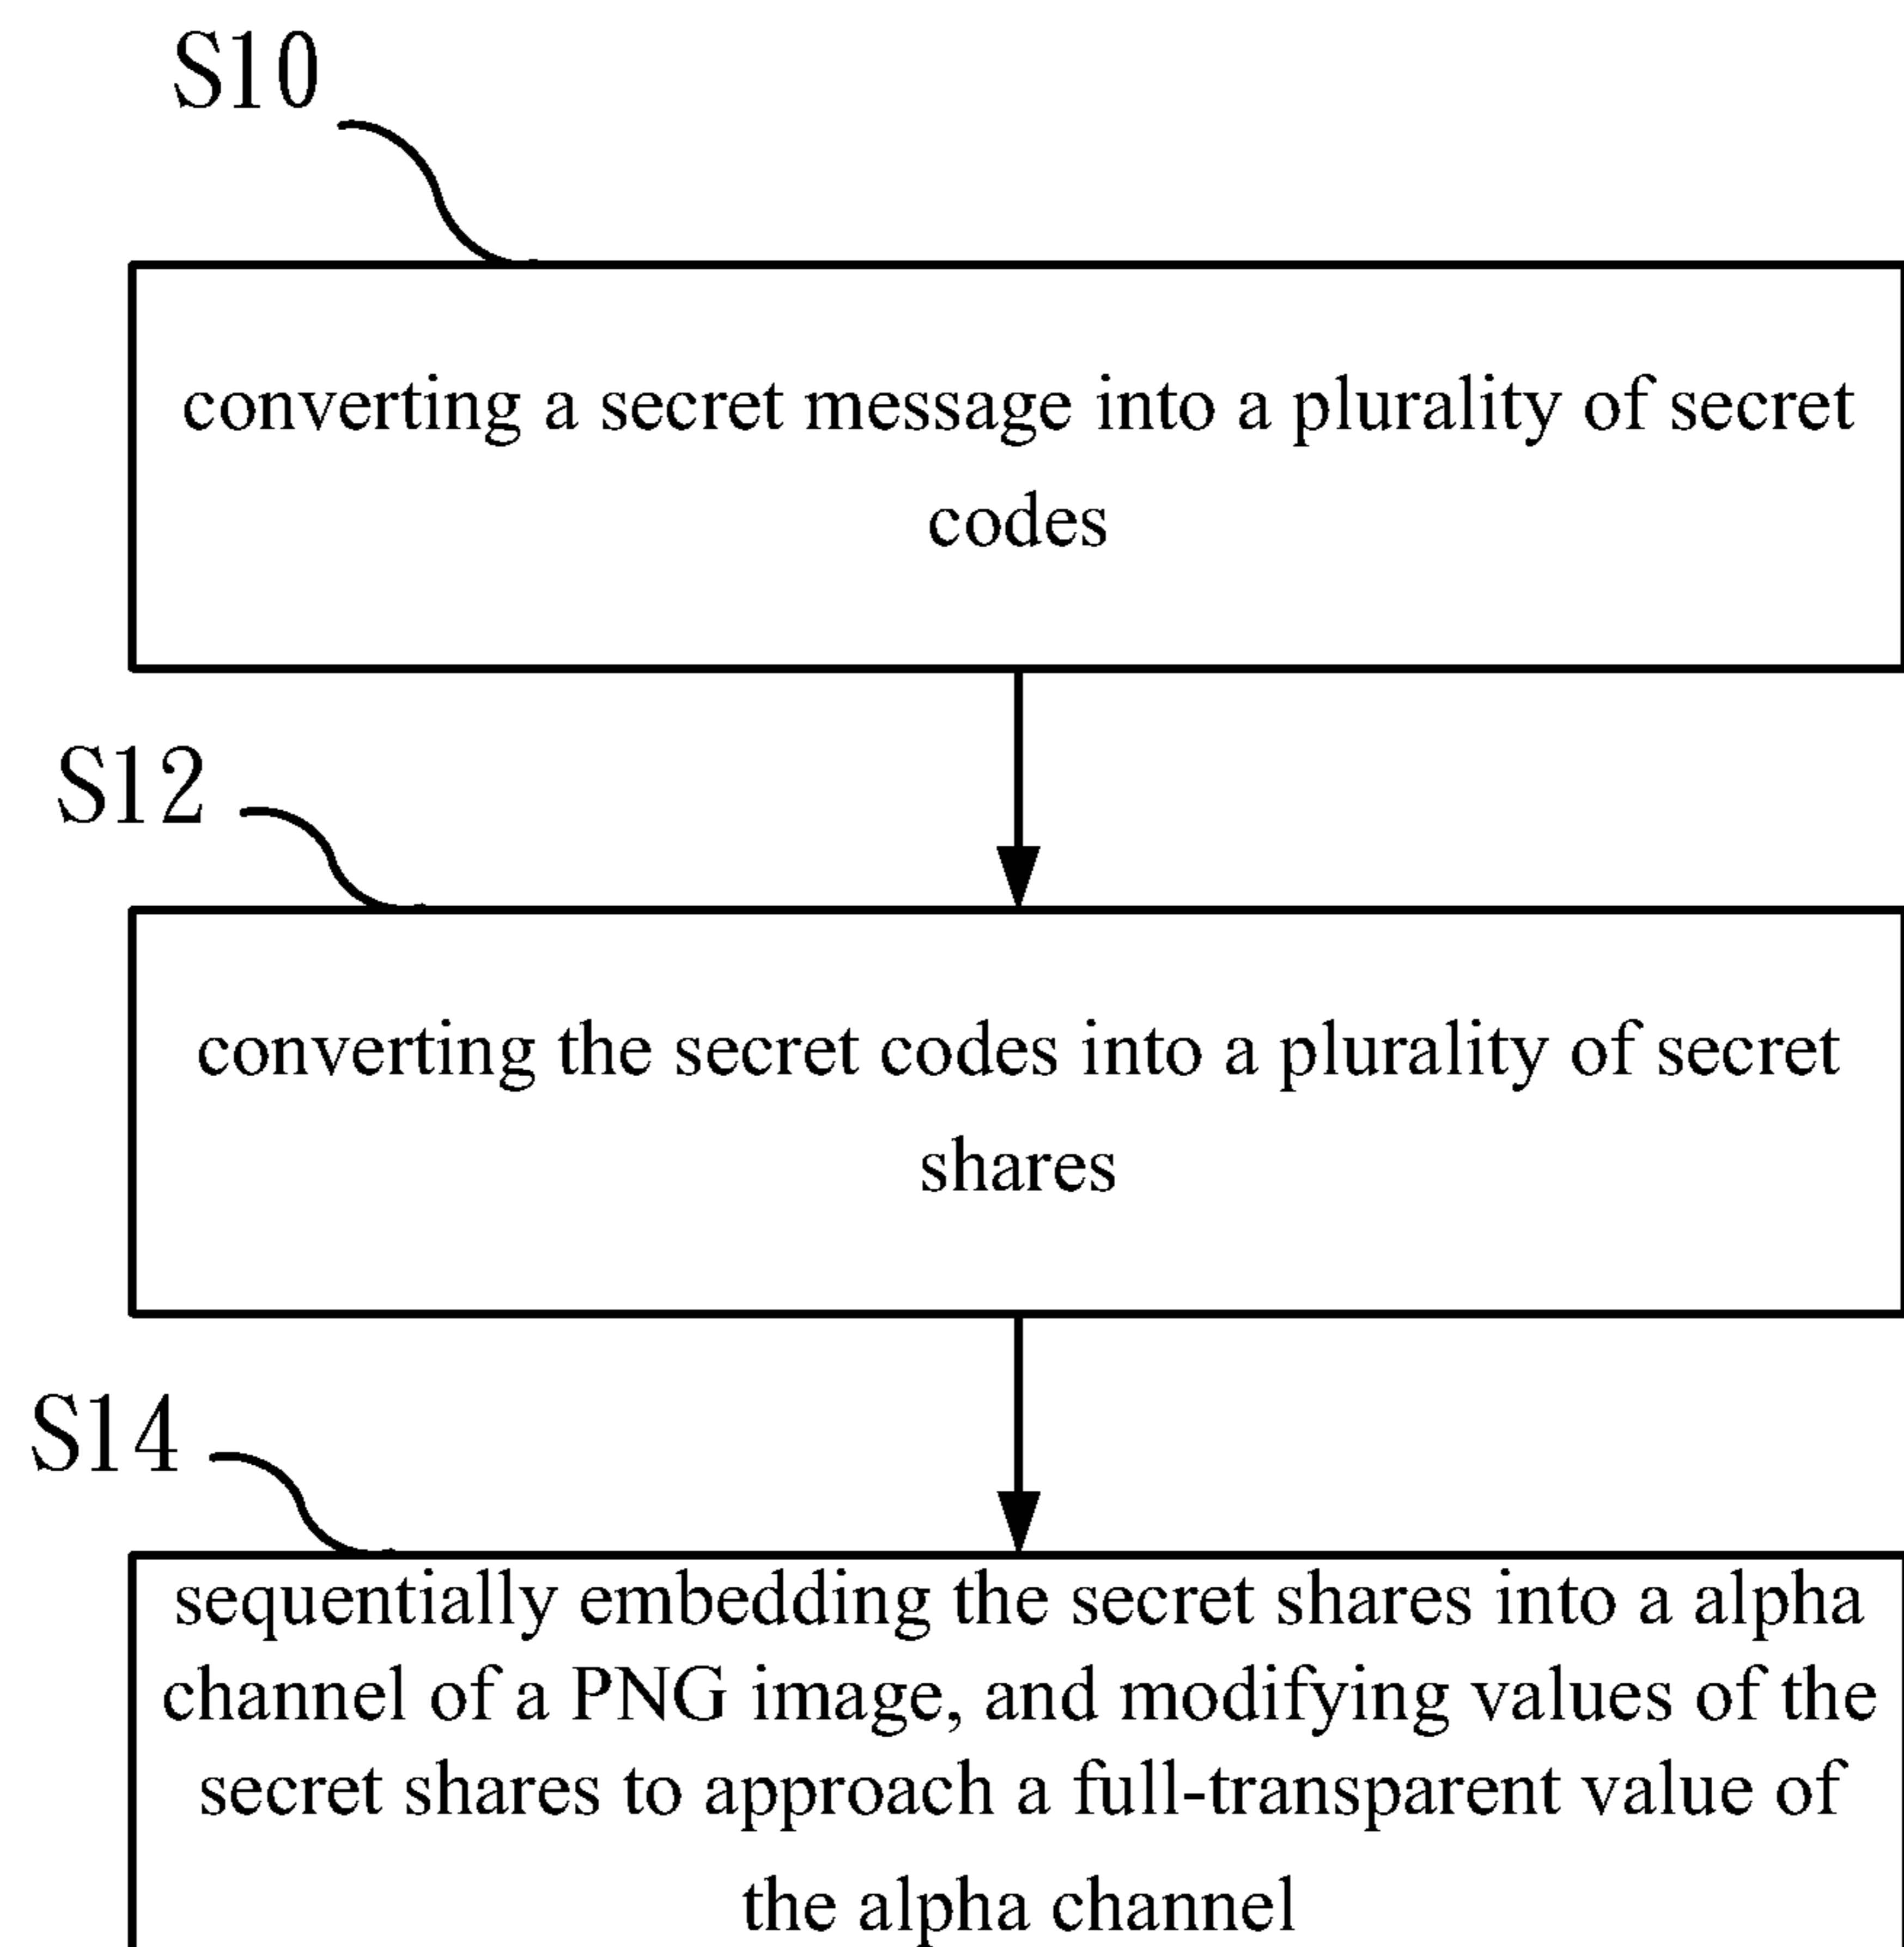 S10
converting a secret message into a plurality of secret
codes
S12
converting the secret codes into a plurality of secret
shares
S14
sequentially embedding the secret shares into a alpha
channel of a PNG image, and modifying values of the
secret shares to approach a full-transparent value of
the alpha channel